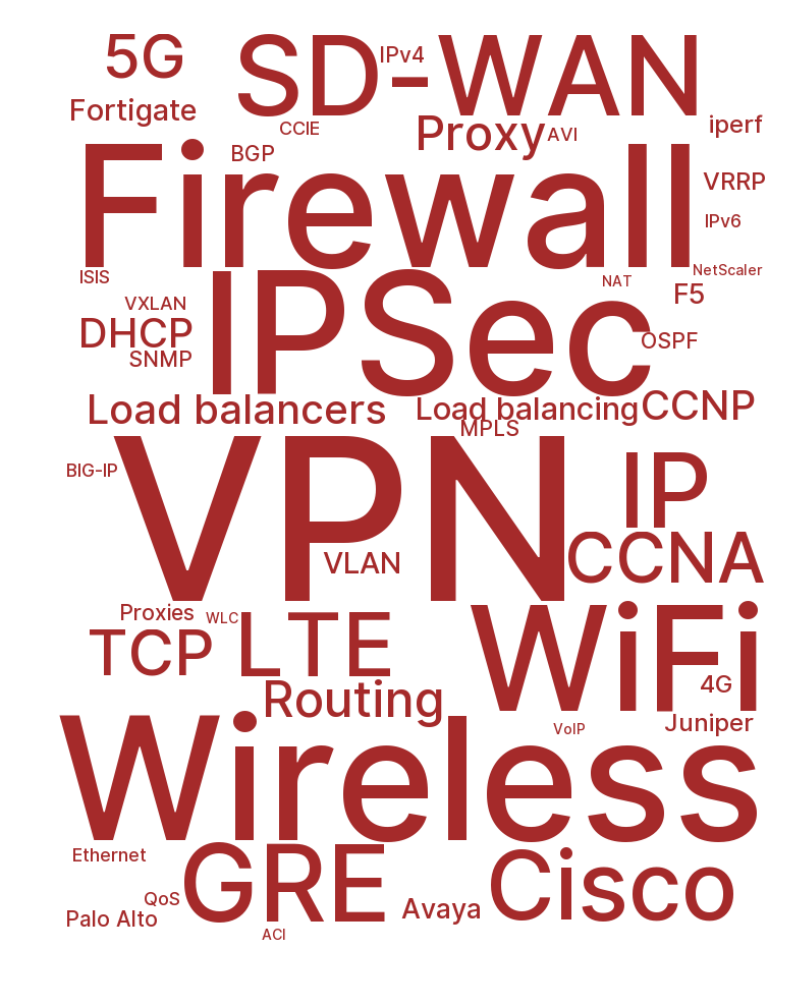 5G
SD-WAN
IPv4
Fortigate
CCIE
Proxy
AVI
iperf
Firewall
BGP
VRRP
IPv6
ISIS
NetScaler
NAT
IPSec
F5
VXLAN
DHCP
SNMP
OSPF
Load balancers
Load balancing
CCNP
MPLS
BIG-IP
VPN
IP
VLAN
CCNA
Proxies
WLC
LTE
WiFi
TCP
4G
Routing
Juniper
VoIP
Wireless
Ethernet
GRE
Cisco
QoS
Palo Alto
Avaya
ACI